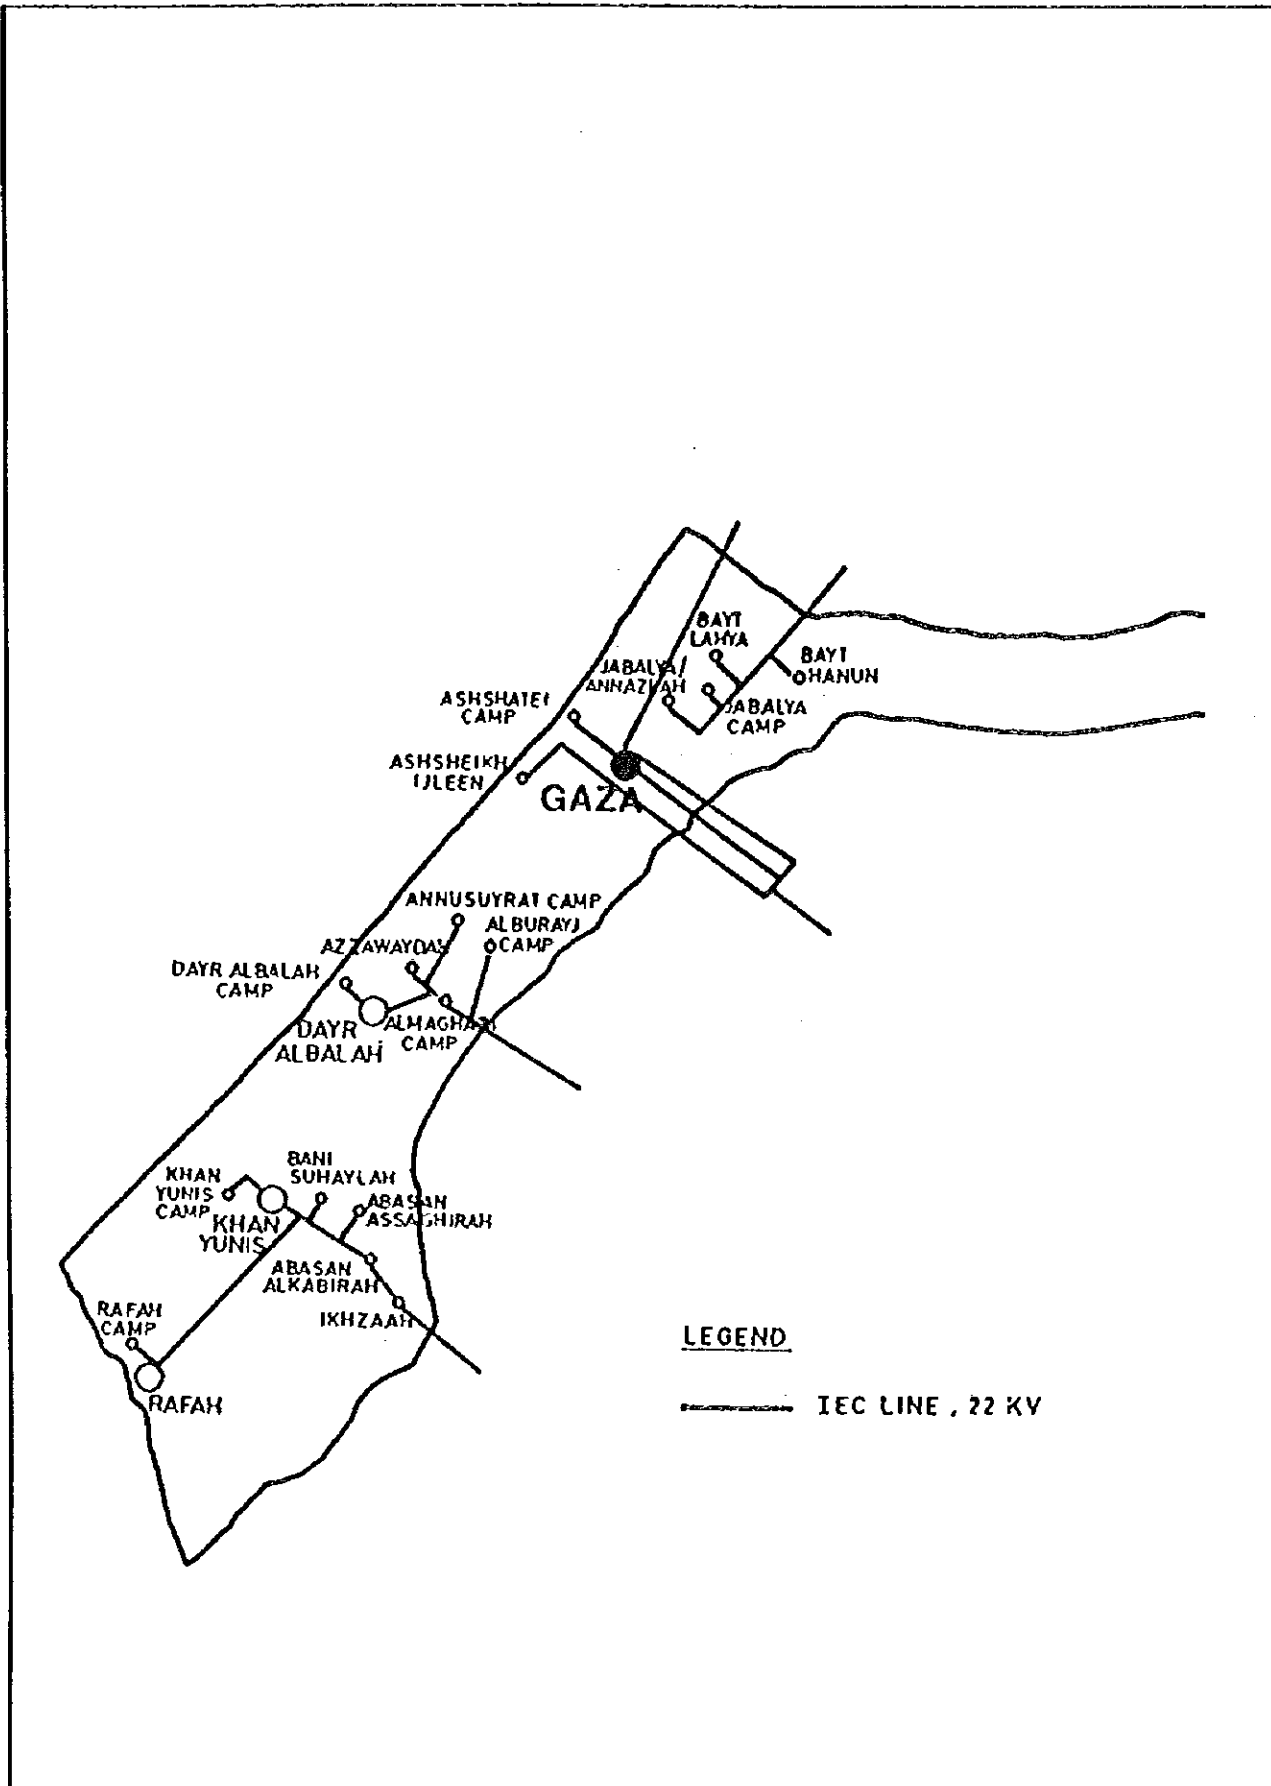 BAYT
LAHYA
BAYT
HANUN
JABALYA/
ANNAZLAH
JABALYA
CAMP
ASHSHATEI
CAMP
ASHSHEIKH
IJLEEN
GAZA
ANNUSUYRAT CAMP
ALBURAYJ
CAMP
AZZAWAYDAH
DAYR ALBALAH
CAMP
DAYR
ALBALAH
ALMAGHAZI
CAMP
BANI
SUHAYLAH
KHAN
YUNIS
CAMP
KHAN
YUNIS
ABASAN
ASSAGHIRAH
ABASAN
ALKABIRAH
IKHZAAH
RAFAH
CAMP
RAFAH
LEGEND
IEC LINE , 22 KV